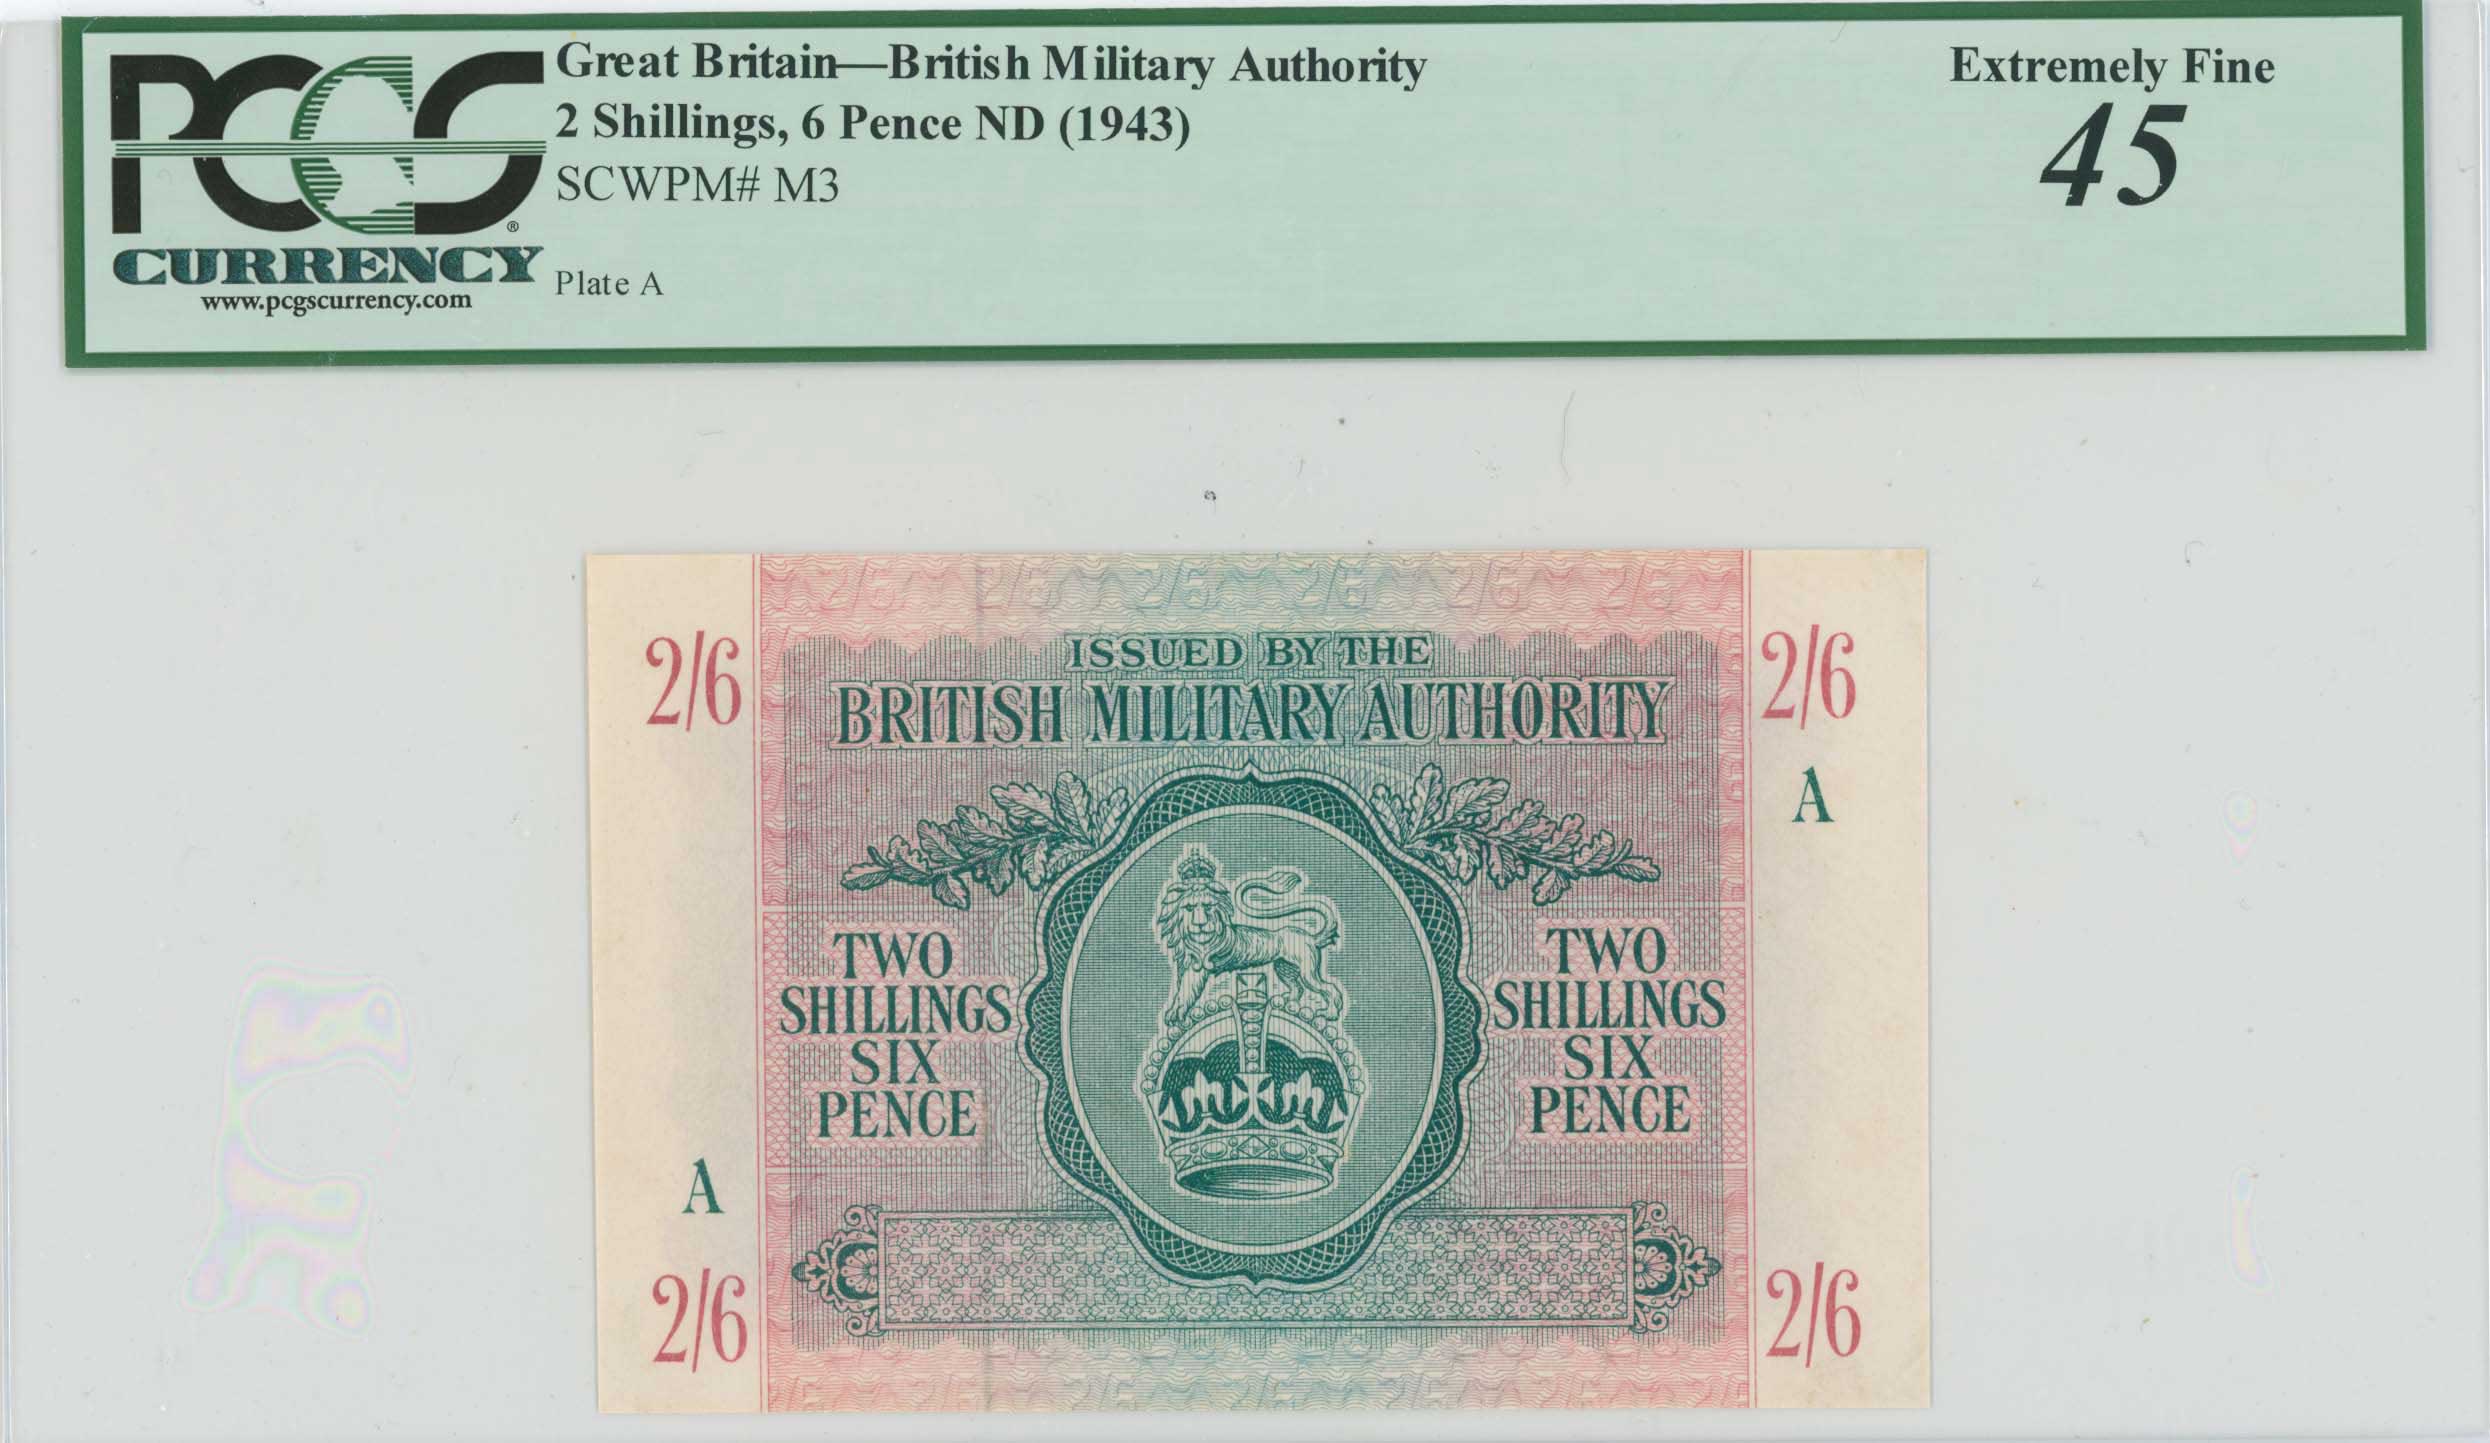 PCGS
CURRENCY
www.pcgscurrency.com
Great Britain—British Military Authority
2 Shillings, 6 Pence ND (1943)
SCWPM# M3
Plate A
Extremely Fine
45
2/6
2/6
ISSUED BY THE
BRITISH MILITARY AUTHORITY
A
TWO
SHILLINGS
SIX
PENCE
TWO
SHILLINGS
SIX
PENCE
A
2/6
2/6